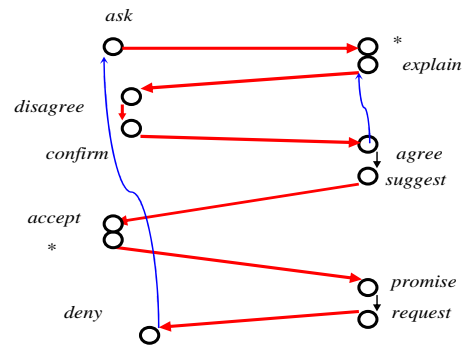 ask
*
explain
disagree
confirm
agree
suggest
accept
*
promise
deny
request